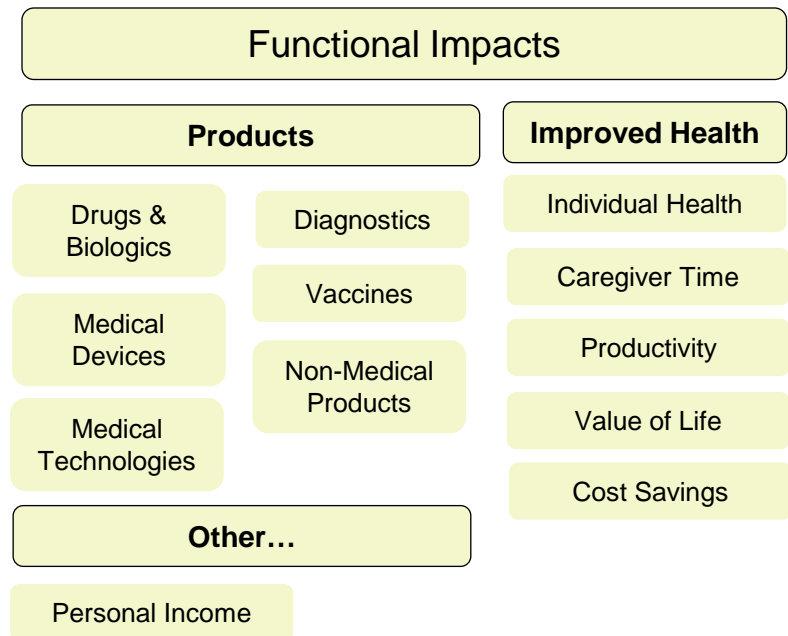 Functional Impacts
Products
Drugs &
Biologics
Medical
Devices
Medical
Technologies
Diagnostics
Vaccines
Non-Medical
Products
Improved Health
Individual Health
Caregiver Time
Productivity
Value of Life
Cost Savings
Other…
Personal Income